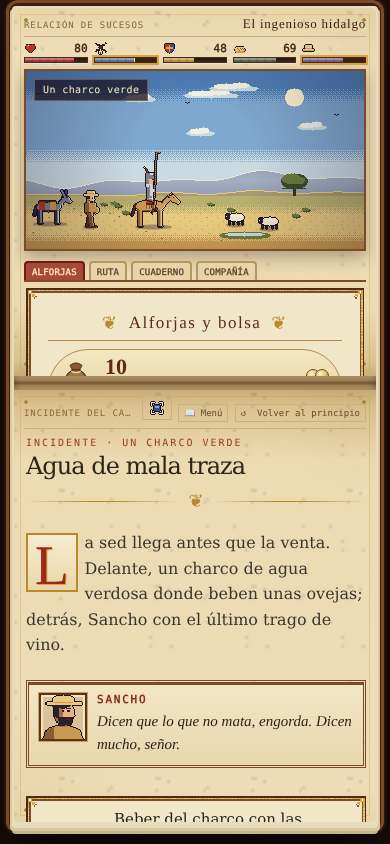 RELACIÓN DE SUCESOS
El ingenioso hidalgo
80
48
69
Un charco verde
ALFORJAS
RUTA
CUADERNO
COMPAÑÍA
Alforjas y bolsa
10
INCIDENTE DEL CA…
Menú
Volver al principio
INCIDENTE · UN CHARCO VERDE
Agua de mala traza
La sed llega antes que la venta.
Delante, un charco de agua
verdosa donde beben unas ovejas;
detrás, Sancho con el último trago de
vino.
SANCHO
Dicen que lo que no mata, engorda. Dicen
mucho, señor.
Beber del charco con las